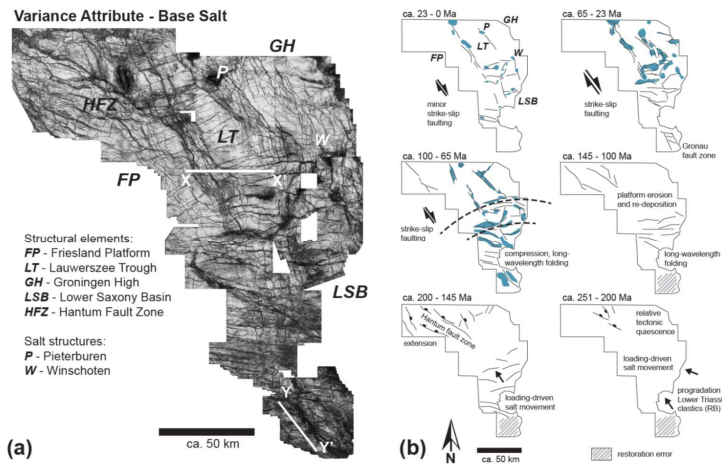 Variance Attribute - Base Salt
GH
P
HFZ
LT
W
FP
X
X'
LSB
Structural elements:
FP - Friesland Platform
LT - Lauwerszee Trough
GH - Groningen High
LSB - Lower Saxony Basin
HFZ - Hantum Fault Zone
Salt structures:
P - Pieterburen
W - Winschoten
Y
Y'
(a)
ca. 50 km
(b)
ca. 23 - 0 Ma
P
GH
LT
FP
W
LSB
minor
strike-slip
faulting
ca. 65 - 23 Ma
strike-slip
faulting
Gronau
fault zone
ca. 100 - 65 Ma
strike-slip
faulting
compression, long-
wavelength folding
ca. 145 - 100 Ma
platform erosion
and re-deposition
long-wavelength
folding
ca. 200 - 145 Ma
Hantum fault zone
extension
loading-driven
salt movement
ca. 251 - 200 Ma
relative
tectonic
quiescence
loading-driven
salt movement
progradation
Lower Triassic
clastics (RB)
N
ca. 50 km
restoration error